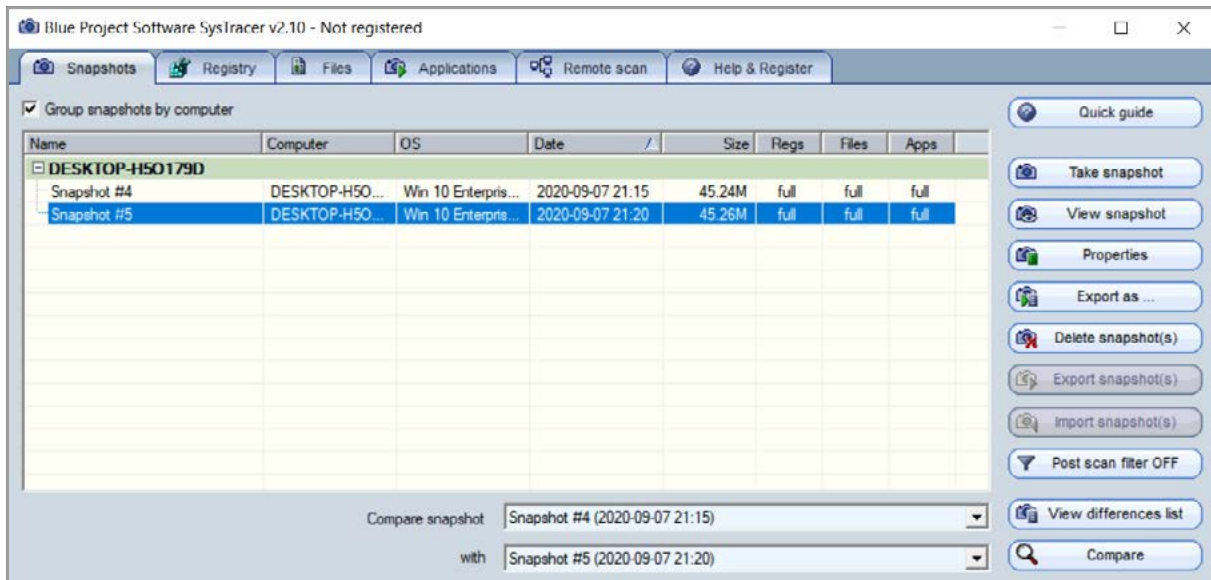 Blue Project Software SysTracer v2.10 - Not registered
Snapshots Registry Files Applications Remote scan Help & Register
Group snapshots by computer
Quick guide
Name Computer OS Date Size Regs Files Apps
DESKTOP-H5O179D
Take snapshot
Snapshot #4 DESKTOP-H5O... Win 10 Enterpris... 2020-09-07 21:15 45.24M full full full
Snapshot #5 DESKTOP-H5O... Win 10 Enterpris... 2020-09-07 21:20 45.26M full full full
View snapshot
Properties
Export as ...
Delete snapshot(s)
Export snapshot(s)
Import snapshot(s)
Post scan filter OFF
Compare snapshot Snapshot #4 (2020-09-07 21:15) View differences list
with Snapshot #5 (2020-09-07 21:20) Compare